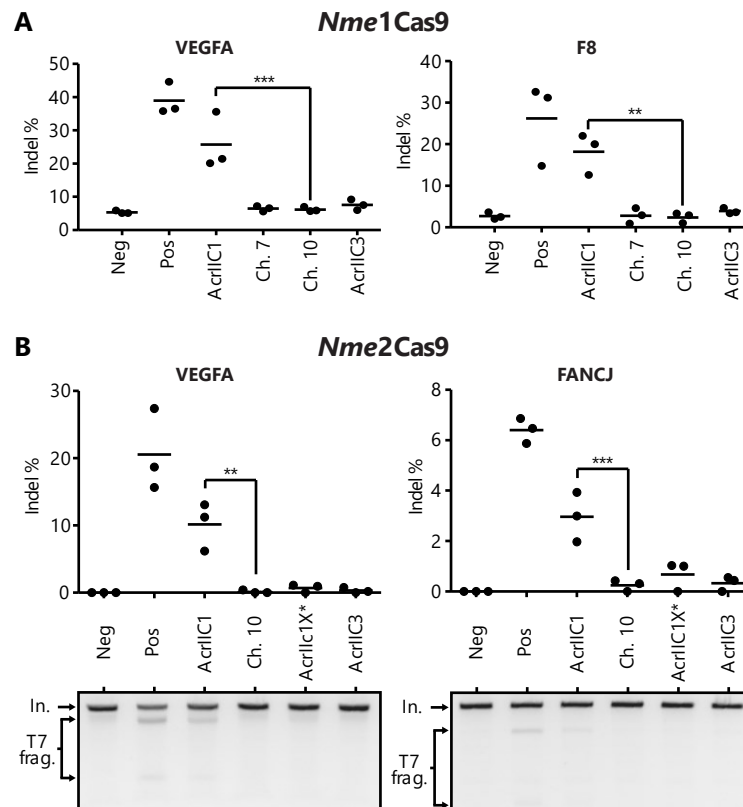 A
Nme1Cas9
VEGFA
Indel %
50
40
30
20
10
0
***
Neg
Pos
AcrIIC1
Ch. 7
Ch. 10
AcrIIC3
F8
Indel %
40
30
20
10
0
**
Neg
Pos
AcrIIC1
Ch. 7
Ch. 10
AcrIIC3
B
Nme2Cas9
VEGFA
Indel %
30
20
10
0
**
Neg
Pos
AcrIIC1
Ch. 10
AcrIIc1X*
AcrIIC3
In.
T7
frag.
FANCJ
Indel %
8
6
4
2
0
***
Neg
Pos
AcrIIC1
Ch. 10
AcrIIc1X*
AcrIIC3
In.
T7
frag.